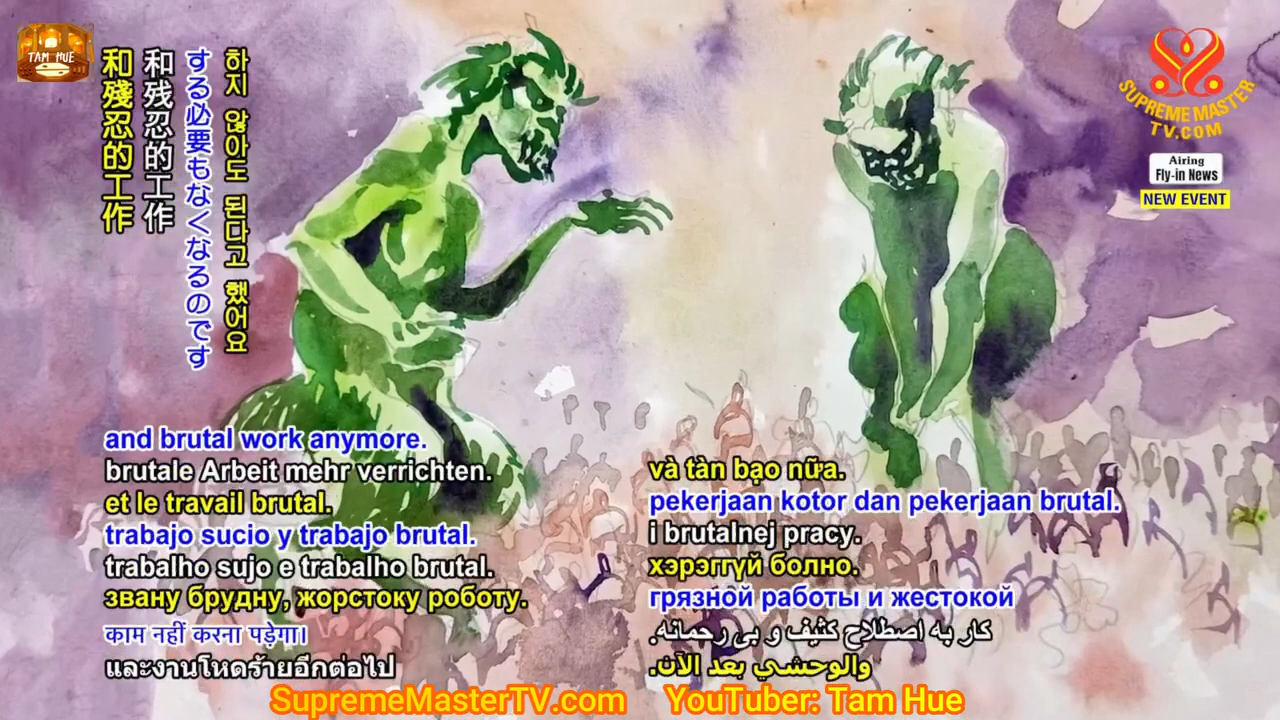 TAM HUE
和殘忍的工作
和残忍的工作
する必要もなくなるのです
하지 않아도 된다고 했어요
SUPREME MASTER
TV.COM
Airing
Fly-in News
NEW EVENT
and brutal work anymore.
brutale Arbeit mehr verrichten.
et le travail brutal.
trabajo sucio y trabajo brutal.
trabalho sujo e trabalho brutal.
звану брудну, жорстоку роботу.
काम नहीं करना पड़ेगा।
และงานโหดร้ายอีกต่อไป
và tàn bạo nữa.
pekerjaan kotor dan pekerjaan brutal.
i brutalnej pracy.
хэрэггүй болно.
грязной работы и жестокой
کار به اصطلاح کثیف و بی رحمانه.
والوحشي بعد الآن.
SupremeMasterTV.com YouTuber: Tam Hue